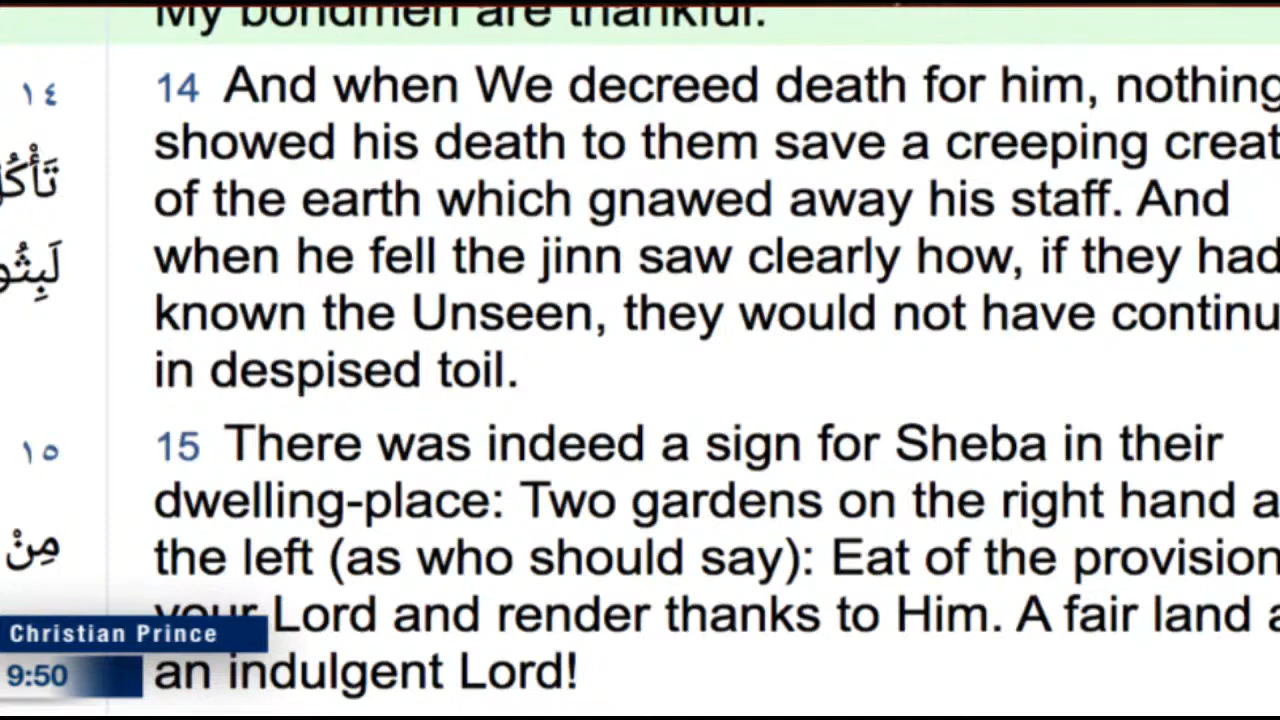 My bondmen are thankful.
١٤
14 And when We decreed death for him, nothing
showed his death to them save a creeping creat
تَأْكُ
of the earth which gnawed away his staff. And
لَبِثُو
when he fell the jinn saw clearly how, if they had
known the Unseen, they would not have continu
in despised toil.
١٥
15 There was indeed a sign for Sheba in their
dwelling-place: Two gardens on the right hand a
مِنْ
the left (as who should say): Eat of the provision
your Lord and render thanks to Him. A fair land a
an indulgent Lord!
Christian Prince
9:50